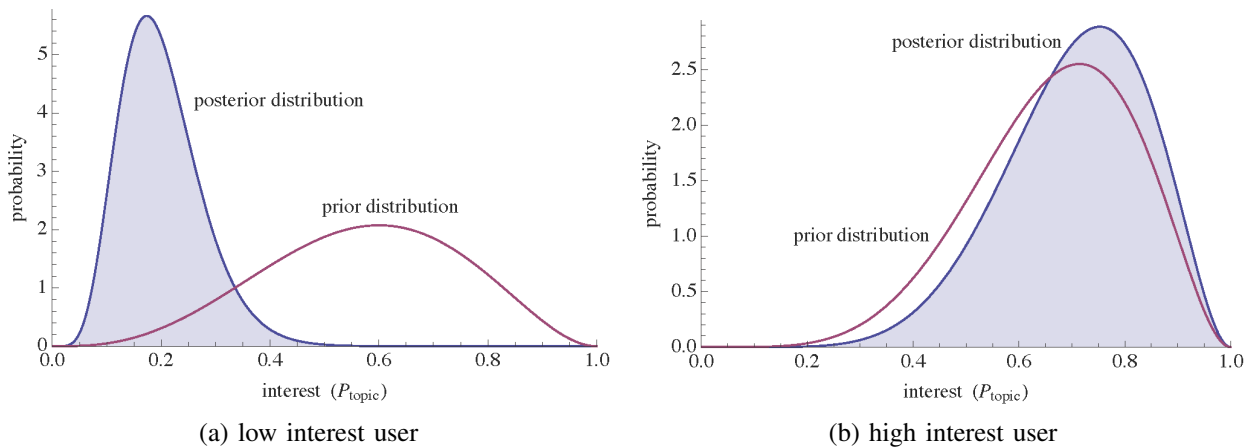 5
4
3
2
1
0
probability
posterior distribution
prior distribution
0.0 0.2 0.4 0.6 0.8 1.0
interest (P_topic)
(a) low interest user
2.5
2.0
1.5
1.0
0.5
0.0
probability
posterior distribution
prior distribution
0.0 0.2 0.4 0.6 0.8 1.0
interest (P_topic)
(b) high interest user